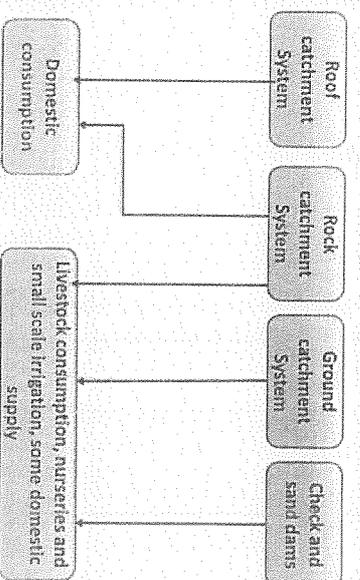 Roof
catchment
System
Rock
catchment
System
Ground
catchment
System
Check and
sand dams
Domestic
consumption
Livestock consumption, nurseries and
small scale irrigation, some domestic
supply